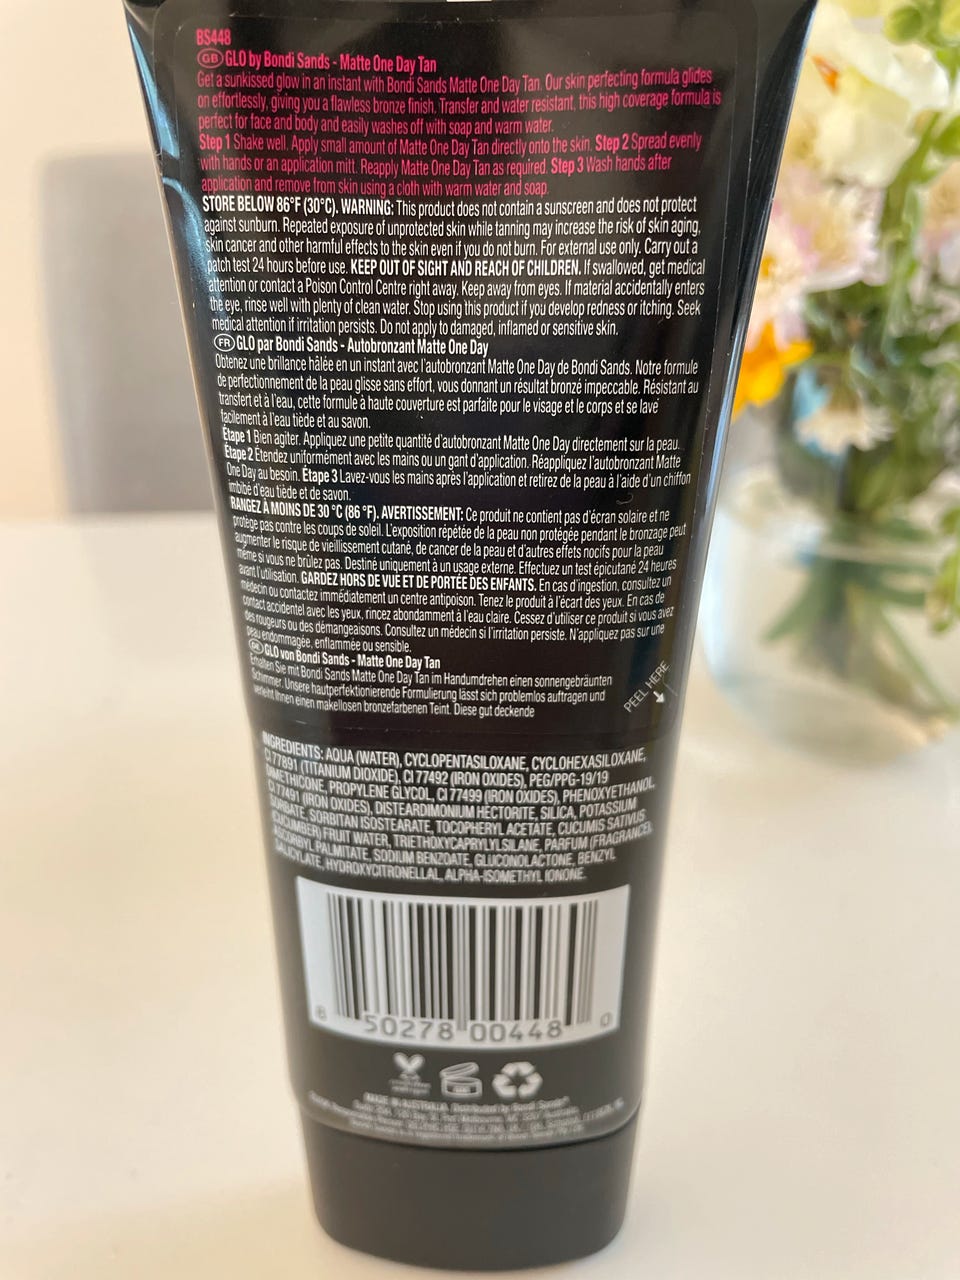 BS448
GB GLO by Bondi Sands - Matte One Day Tan
Get a sunkissed glow in an instant with Bondi Sands Matte One Day Tan. Our skin perfecting formula glides
on effortlessly, giving you a flawless bronze finish. Transfer and water resistant, this high coverage formula is
perfect for face and body and easily washes off with soap and warm water.
Step 1 Shake well. Apply small amount of Matte One Day Tan directly onto the skin. Step 2 Spread evenly
with hands or an application mitt. Reapply Matte One Day Tan as required. Step 3 Wash hands after
application and remove from skin using a cloth with warm water and soap.
STORE BELOW 86°F (30°C). WARNING: This product does not contain a sunscreen and does not protect
against sunburn. Repeated exposure of unprotected skin while tanning may increase the risk of skin aging,
skin cancer and other harmful effects to the skin even if you do not burn. For external use only. Carry out a
patch test 24 hours before use. KEEP OUT OF SIGHT AND REACH OF CHILDREN. If swallowed, get medical
attention or contact a Poison Control Centre right away. Keep away from eyes. If material accidentally enters
the eye, rinse well with plenty of clean water. Stop using this product if you develop redness or itching. Seek
medical attention if irritation persists. Do not apply to damaged, inflamed or sensitive skin.
FR GLO par Bondi Sands - Autobronzant Matte One Day
Obtenez une brillance hâlée en un instant avec l'autobronzant Matte One Day de Bondi Sands. Notre formule
de perfectionnement de la peau glisse sans effort, vous donnant un résultat bronzé impeccable. Résistant au
transfert et à l'eau, cette formule à haute couverture est parfaite pour le visage et le corps et se lave
facilement à l'eau tiède et au savon.
Étape 1 Bien agiter. Appliquez une petite quantité d'autobronzant Matte One Day directement sur la peau.
Étape 2 Étendez uniformément avec les mains ou un gant d'application. Réappliquez l'autobronzant Matte
One Day au besoin. Étape 3 Lavez-vous les mains après l'application et retirez de la peau à l'aide d'un chiffon
imbibé d'eau tiède et de savon.
RANGEZ À MOINS DE 30 °C (86 °F). AVERTISSEMENT: Ce produit ne contient pas d'écran solaire et ne
protège pas contre les coups de soleil. L'exposition répétée de la peau non protégée pendant le bronzage peut
augmenter le risque de vieillissement cutané, de cancer de la peau et d'autres effets nocifs pour la peau
même si vous ne brûlez pas. Destiné uniquement à un usage externe. Effectuez un test épicutané 24 heures
avant l'utilisation. GARDEZ HORS DE VUE ET DE PORTÉE DES ENFANTS. En cas d'ingestion, consultez un
médecin ou contactez immédiatement un centre antipoison. Tenez le produit à l'écart des yeux. En cas de
contact accidentel avec les yeux, rincez abondamment à l'eau claire. Cessez d'utiliser ce produit si vous avez
des rougeurs ou des démangeaisons. Consultez un médecin si l'irritation persiste. N'appliquez pas sur une
peau endommagée, enflammée ou sensible.
DE GLO von Bondi Sands - Matte One Day Tan
Erhalten Sie mit Bondi Sands Matte One Day Tan im Handumdrehen einen sonnengebräunten
Schimmer. Unsere hautperfektionierende Formulierung lässt sich problemlos auftragen und
verleiht Ihnen einen makellosen bronzefarbenen Teint. Diese gut deckende
PEEL HERE
INGREDIENTS: AQUA (WATER), CYCLOPENTASILOXANE, CYCLOHEXASILOXANE,
CI 77891 (TITANIUM DIOXIDE), CI 77492 (IRON OXIDES), PEG/PPG-19/19
DIMETHICONE, PROPYLENE GLYCOL, CI 77499 (IRON OXIDES), PHENOXYETHANOL,
CI 77491 (IRON OXIDES), DISTEARDIMONIUM HECTORITE, SILICA, POTASSIUM
SORBATE, SORBITAN ISOSTEARATE, TOCOPHERYL ACETATE, CUCUMIS SATIVUS
(CUCUMBER) FRUIT WATER, TRIETHOXYCAPRYLYLSILANE, PARFUM (FRAGRANCE),
ASCORBYL PALMITATE, SODIUM BENZOATE, GLUCONOLACTONE, BENZYL
SALICYLATE, HYDROXYCITRONELLAL, ALPHA-ISOMETHYL IONONE.
8 50278 00448 0
MADE IN AUSTRALIA. Distributed by Bondi Sands